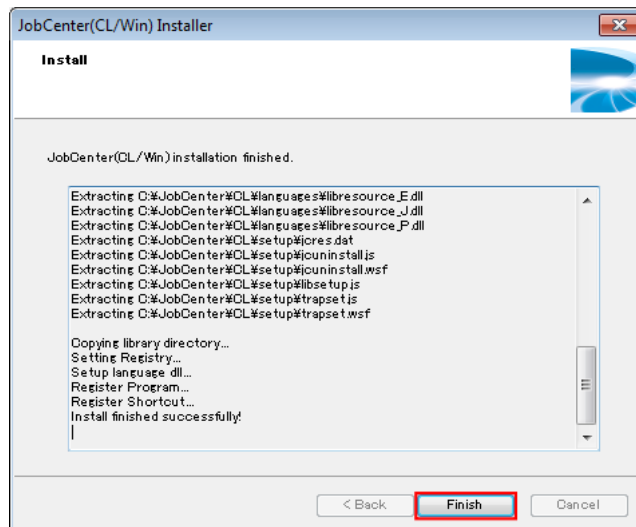 JobCenter(CL/Win) Installer
Install
JobCenter(CL/Win) installation finished.
Extracting C:¥JobCenter¥CL¥languages¥libresource_E.dll
Extracting C:¥JobCenter¥CL¥languages¥libresource_J.dll
Extracting C:¥JobCenter¥CL¥languages¥libresource_P.dll
Extracting C:¥JobCenter¥CL¥setup¥jcres.dat
Extracting C:¥JobCenter¥CL¥setup¥jcuninstall.js
Extracting C:¥JobCenter¥CL¥setup¥jcuninstall.wsf
Extracting C:¥JobCenter¥CL¥setup¥libsetup.js
Extracting C:¥JobCenter¥CL¥setup¥trapset.js
Extracting C:¥JobCenter¥CL¥setup¥trapset.wsf
Copying library directory...
Setting Registry...
Setup language dll...
Register Program...
Register Shortcut...
Install finished successfully!
< Back Finish Cancel